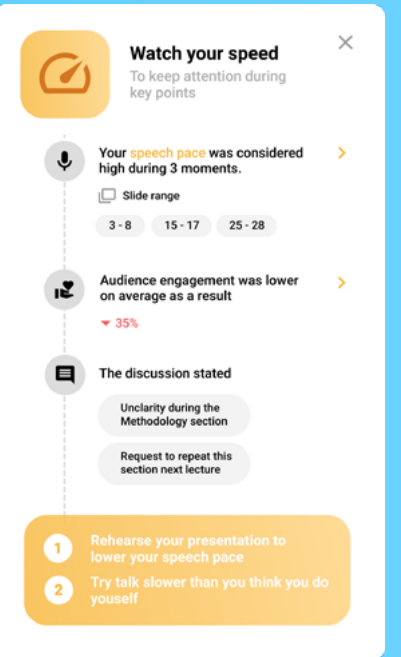 Watch your speed
To keep attention during
key points
Your speech pace was considered
high during 3 moments.
Slide range
3 - 8
15 - 17
25 - 28
Audience engagement was lower
on average as a result
35%
The discussion stated
Unclarity during the
Methodology section
Request to repeat this
section next lecture
1
Rehearse your presentation to
lower your speech pace
2
Try talk slower than you think you do
youself